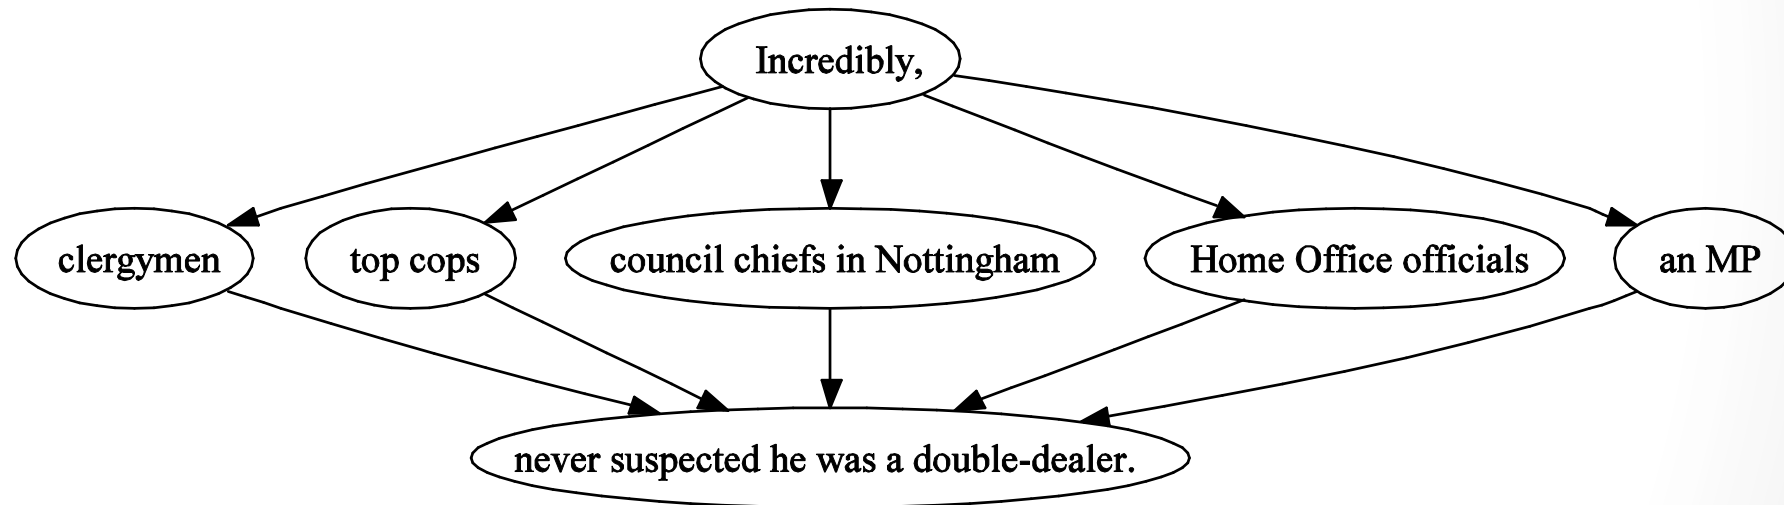 Incredibly,
clergymen top cops council chiefs in Nottingham Home Office officials an MP
never suspected he was a double-dealer.